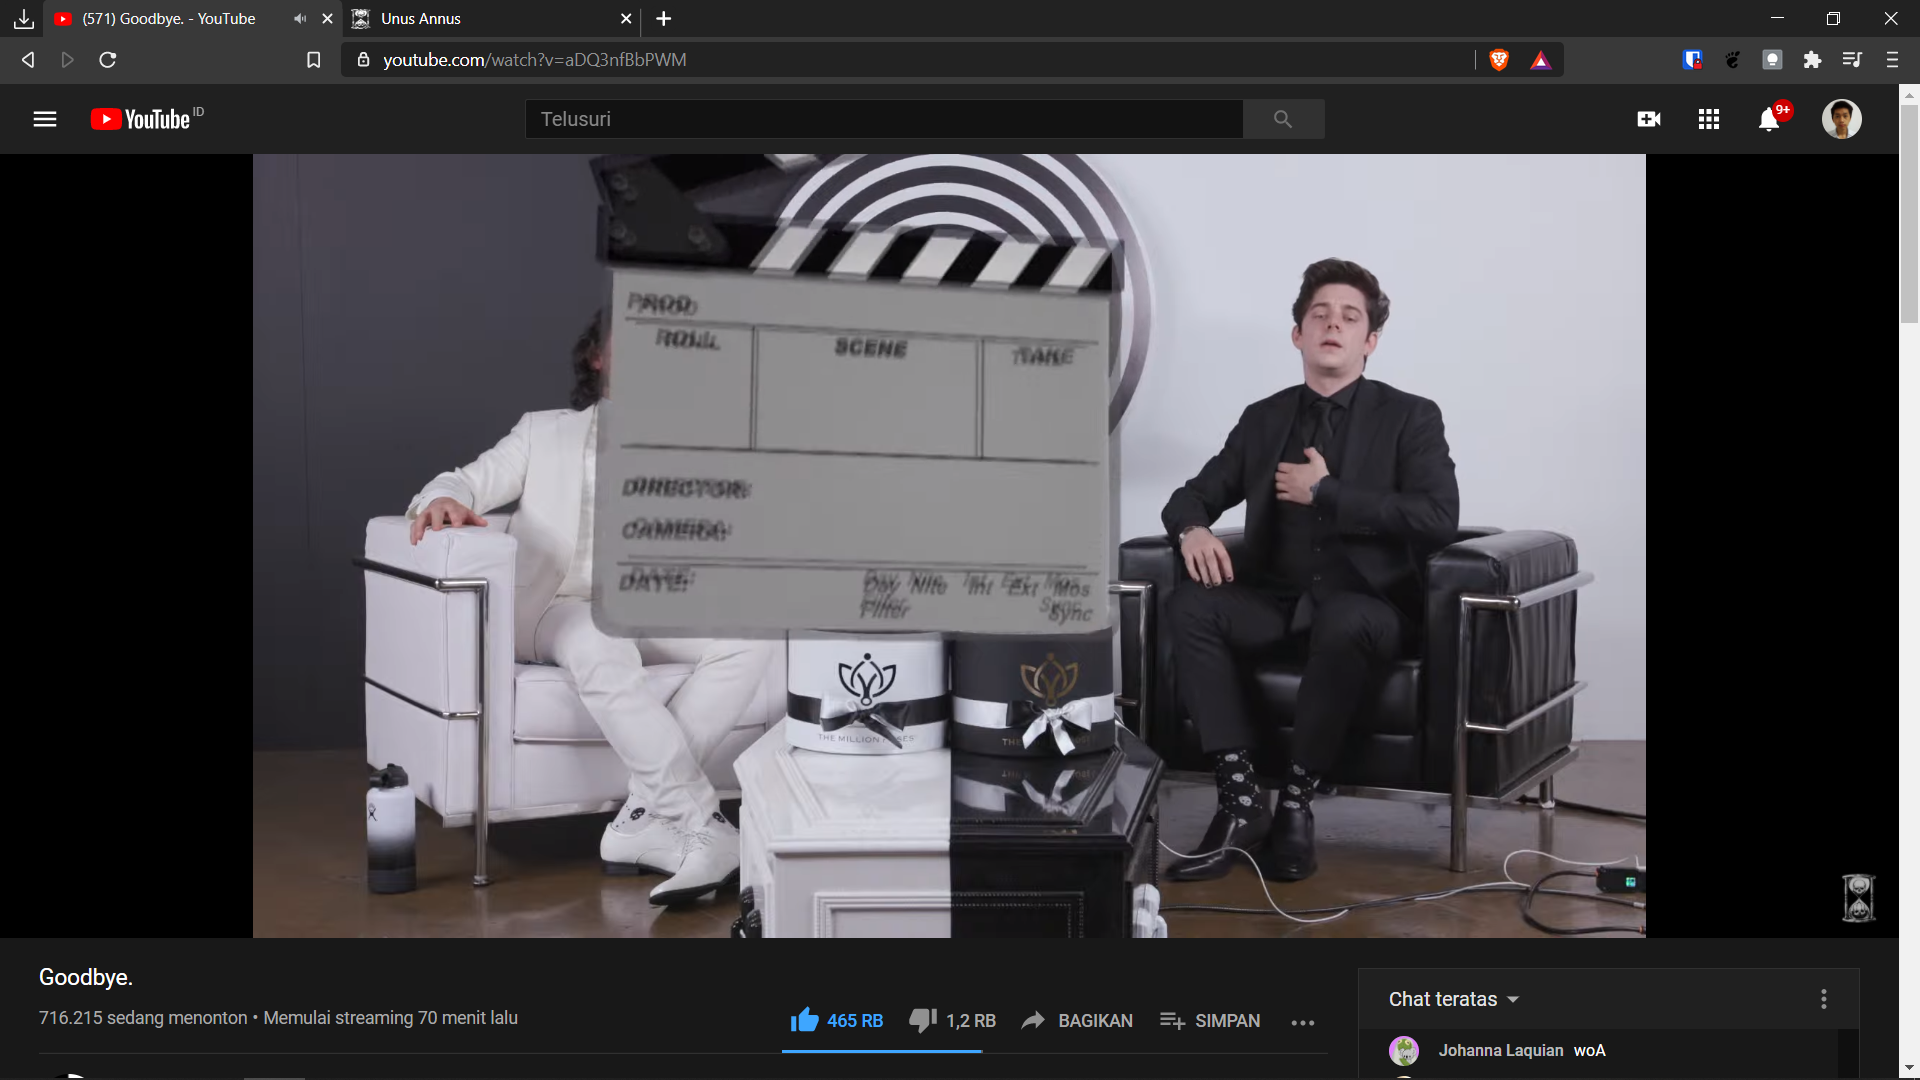 (571) Goodbye. - YouTube
Unus Annus
youtube.com/watch?v=aDQ3nfBbPWM
YouTube ID
Telusuri
9+
PROD
ROLL
SCENE
TAKE
DIRECTOR:
CAMERA:
DATE:
Day Nite Int Ext Mos
Filter
Sync
THE MILLION
THE
Goodbye.
716.215 sedang menonton • Memulai streaming 70 menit lalu
465 RB
1,2 RB
BAGIKAN
SIMPAN
Chat teratas
Johanna Laquian woA